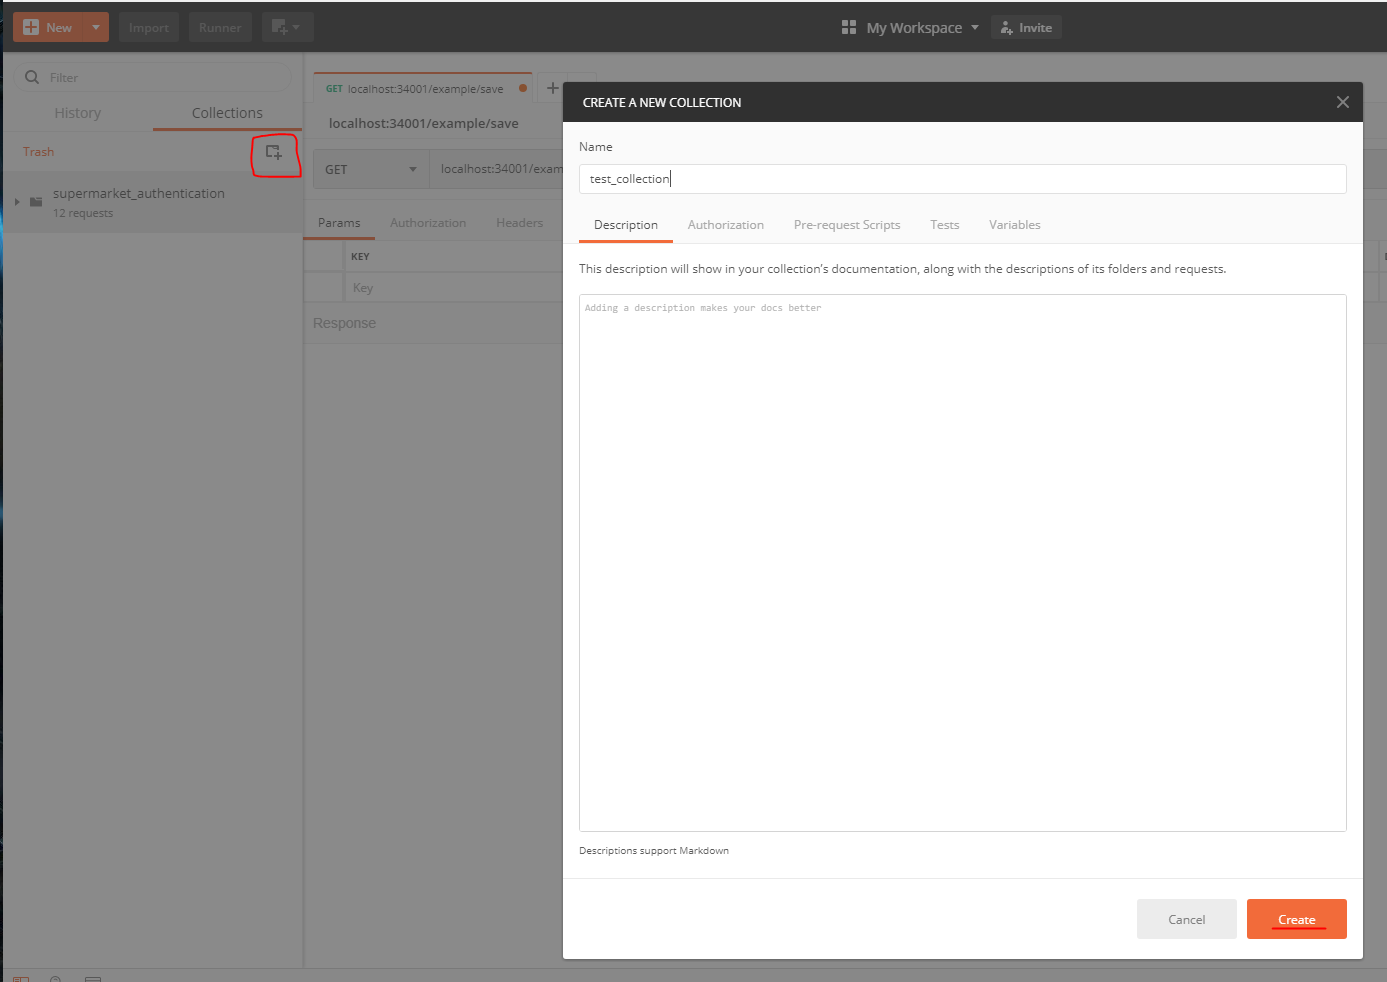 New
Import
Runner
My Workspace
Invite
Filter
History
Collections
Trash
supermarket_authentication
12 requests
GET localhost:34001/example/save
localhost:34001/example/save
GET
localhost:34001/exam
Params
Authorization
Headers
KEY
Key
Response
CREATE A NEW COLLECTION
Name
test_collection
Description
Authorization
Pre-request Scripts
Tests
Variables
This description will show in your collection’s documentation, along with the descriptions of its folders and requests.
Adding a description makes your docs better
Descriptions support Markdown
Cancel
Create